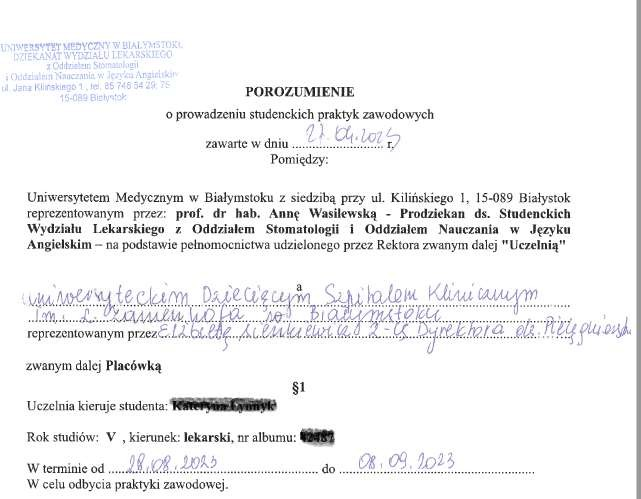 UNIWERSYTET MEDYCZNY W BIAŁYMSTOKU
DZIEKANAT WYDZIAŁU LEKARSKIEGO
z Oddziałem Stomatologii
i Oddziałem Nauczania w Języku Angielskim
ul. Jana Kilińskiego 1, tel. 85 748 54 29; 75
15-089 Białystok
POROZUMIENIE
o prowadzeniu studenckich praktyk zawodowych
zawarte w dniu 27.04.2023 r,
Pomiędzy:
Uniwersytetem Medycznym w Białymstoku z siedzibą przy ul. Kilińskiego 1, 15-089 Białystok
reprezentowanym przez: prof. dr hab. Annę Wasilewską - Prodziekan ds. Studenckich
Wydziału Lekarskiego z Oddziałem Stomatologii i Oddziałem Nauczania w Języku
Angielskim – na podstawie pełnomocnictwa udzielonego przez Rektora zwanym dalej "Uczelnią"
a
Uniwersyteckim Dziecięcym Szpitalem Klinicznym
im. L. Zamenhofa w Białymstoku
reprezentowanym przez Elżbietę Sienkiewicz Z-cę Dyrektora ds. Pielęgniarstwa
zwanym dalej Placówką
§1
Uczelnia kieruje studenta:
Rok studiów: V , kierunek: lekarski, nr albumu:
W terminie od 28.08.2023 do 08.09.2023
W celu odbycia praktyki zawodowej.